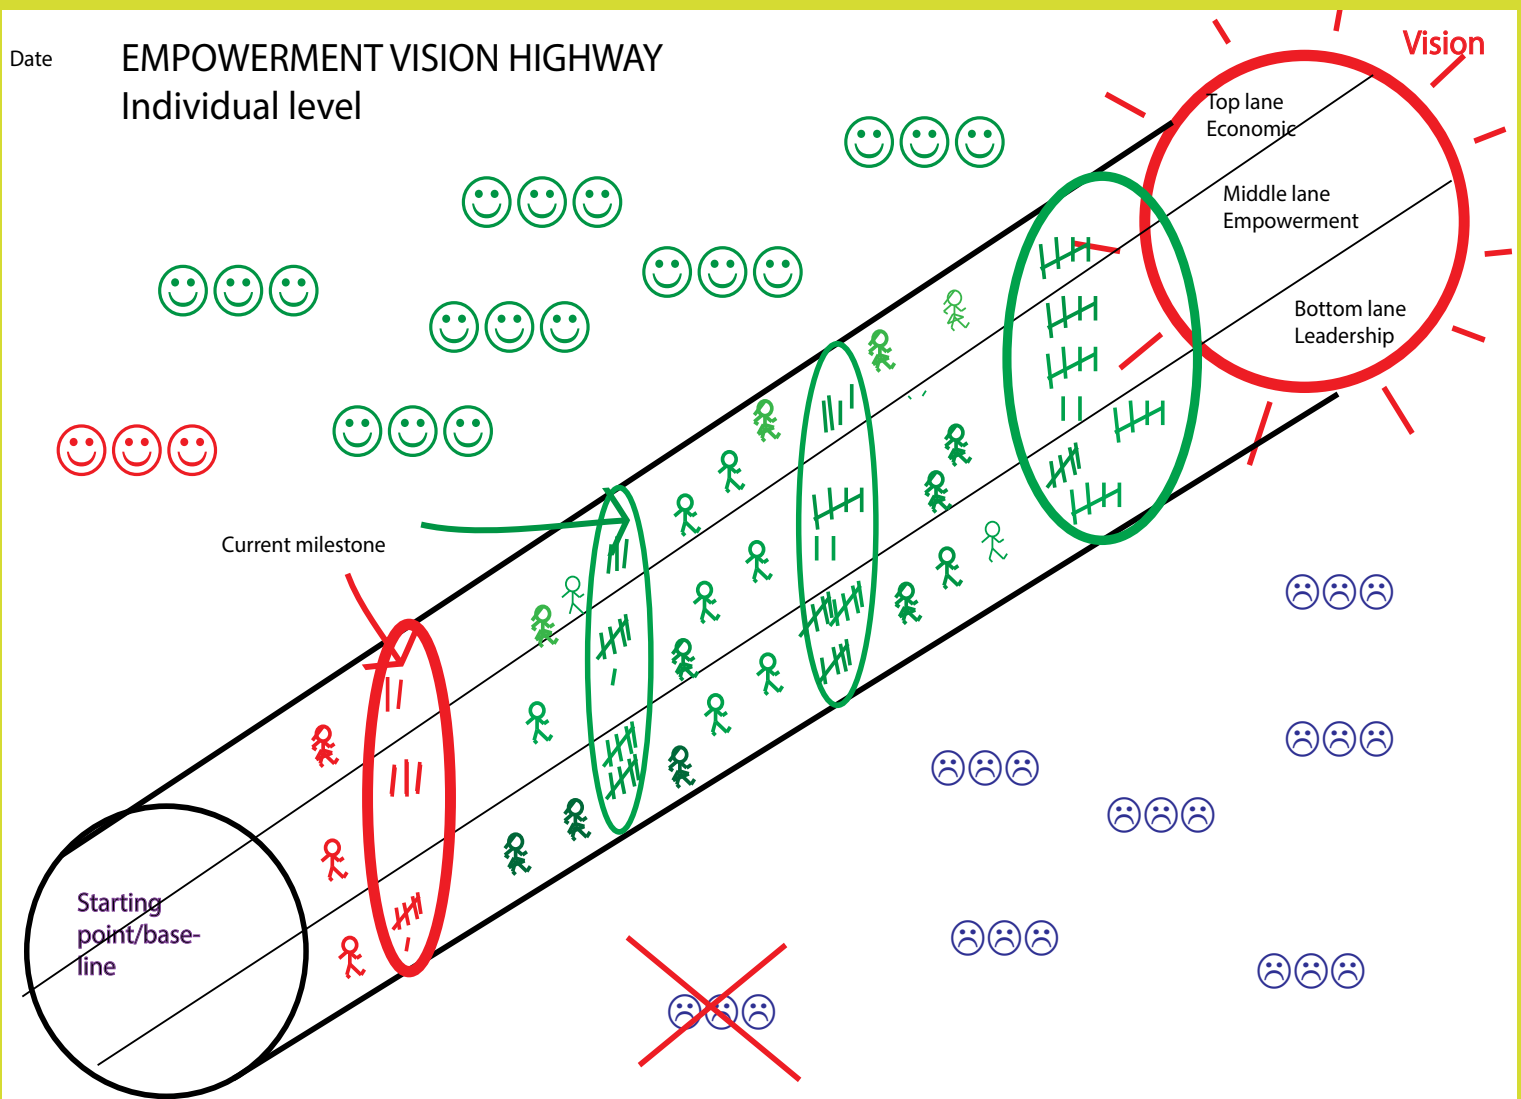 Date
EMPOWERMENT VISION HIGHWAY
Individual level
Vision
Top lane
Economic
Middle lane
Empowerment
Bottom lane
Leadership
Current milestone
Starting
point/base-
line